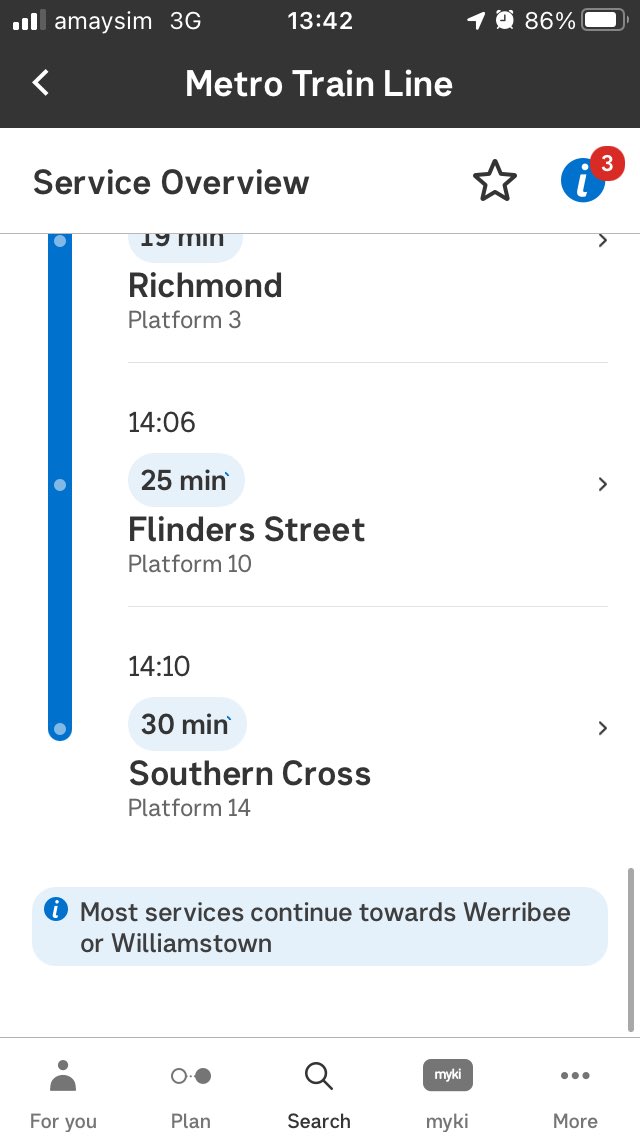 amaysim 3G 13:42 86%
Metro Train Line
Service Overview
3
19 min
Richmond
Platform 3
14:06
25 min
Flinders Street
Platform 10
14:10
30 min
Southern Cross
Platform 14
Most services continue towards Werribee
or Williamstown
myki
For you Plan Search myki More